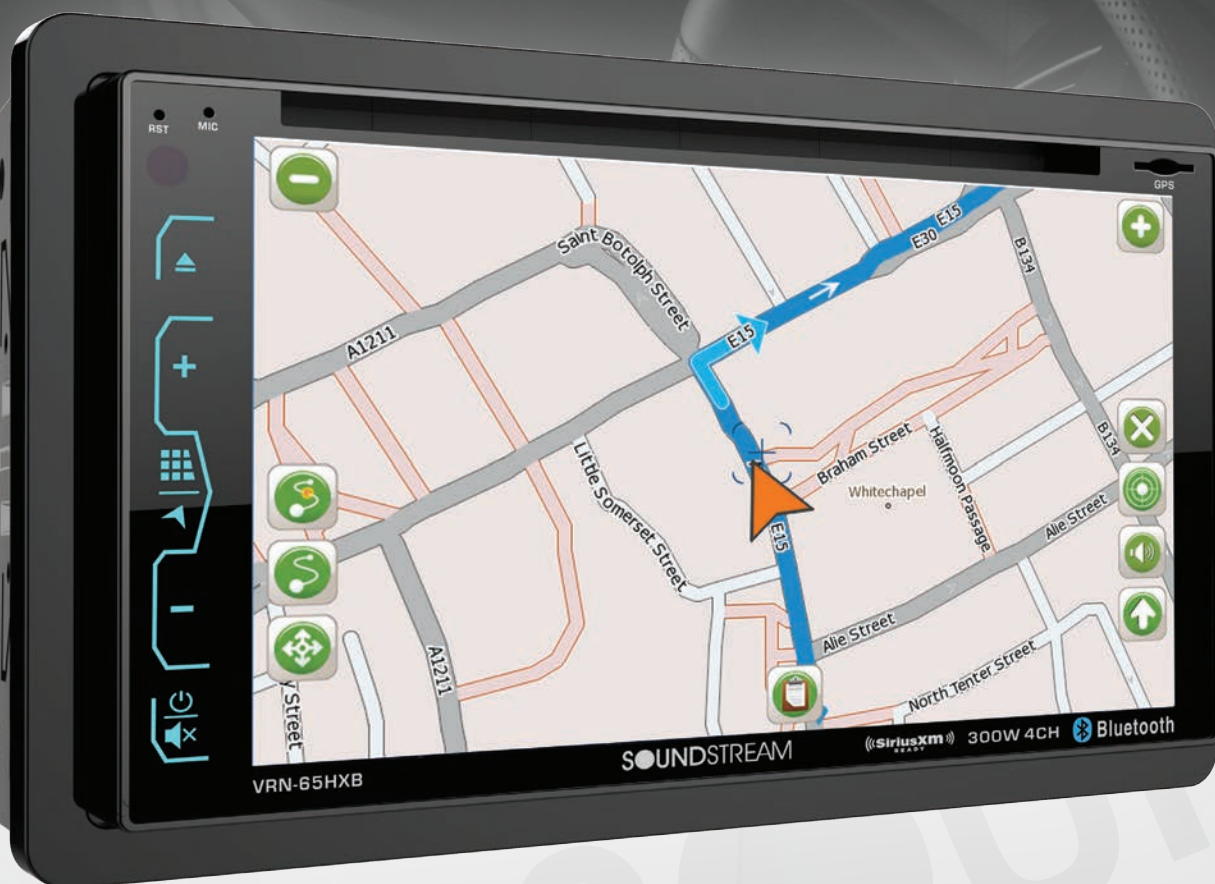 RST
MIC
GPS
Saint Botolph Street
E15
E30
B134
A1211
E15
Little Somerset Street
Braham Street
Halfmoon Passage
B134
Whitechapel
E15
Alie Street
Alie Street
A1211
North Tenter Street
y Street
VRN-65HXB
SOUNDSTREAM
SiriusXM
READY
300W 4CH
Bluetooth